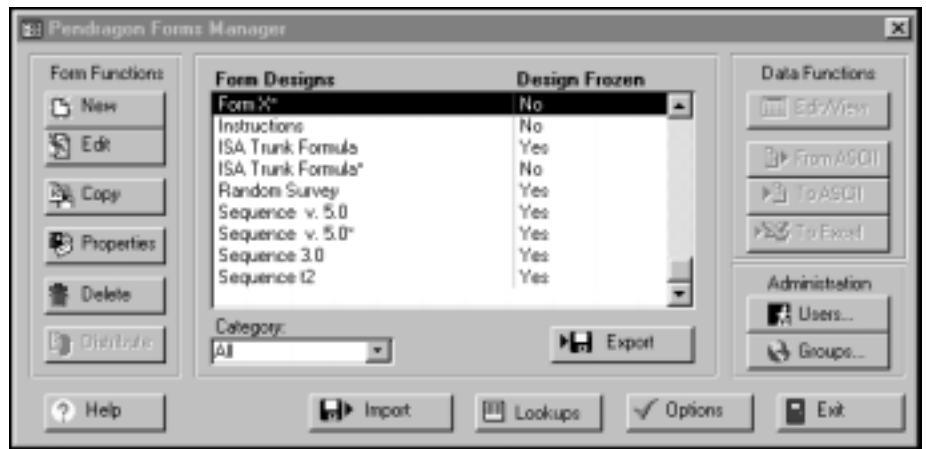 Pendragon Forms Manager
Form Functions
New
Edit
Copy
Properties
Delete
Distribute
Form Designs Design Frozen
Form X* No
Instructions No
ISA Trunk Formula Yes
ISA Trunk Formula* No
Random Survey Yes
Sequence v. 5.0 Yes
Sequence v. 5.0* Yes
Sequence 3.0 Yes
Sequence t2 Yes
Category:
All
Export
Data Functions
Edit/View
From ASCII
To ASCII
To Excel
Administration
Users...
Groups...
? Help
Import
Lookups
Options
Exit